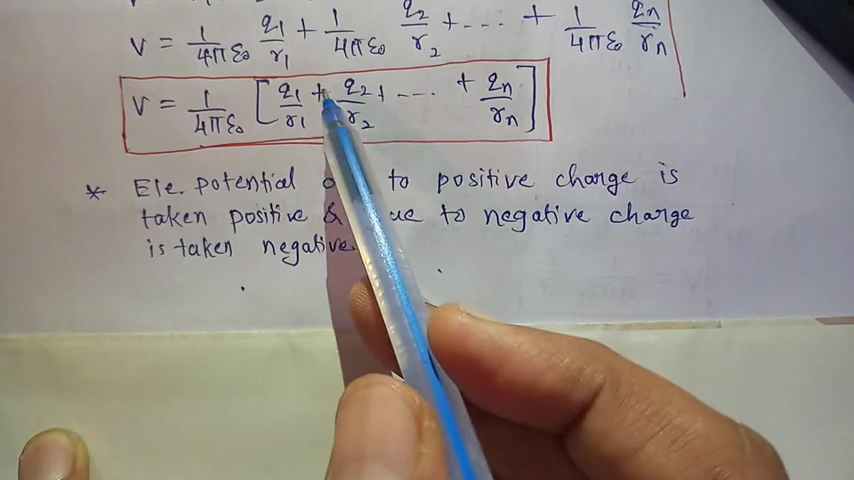 V = 1/4πε₀ q₁/r₁ + 1/4πε₀ q₂/r₂ + ---- + 1/4πε₀ qₙ/rₙ
V = 1/4πε₀ [ q₁/r₁ + q₂/r₂ + ---- + qₙ/rₙ ]
* Ele. potential to positive charge is
taken positive & ue to negative charge
is taken negative.